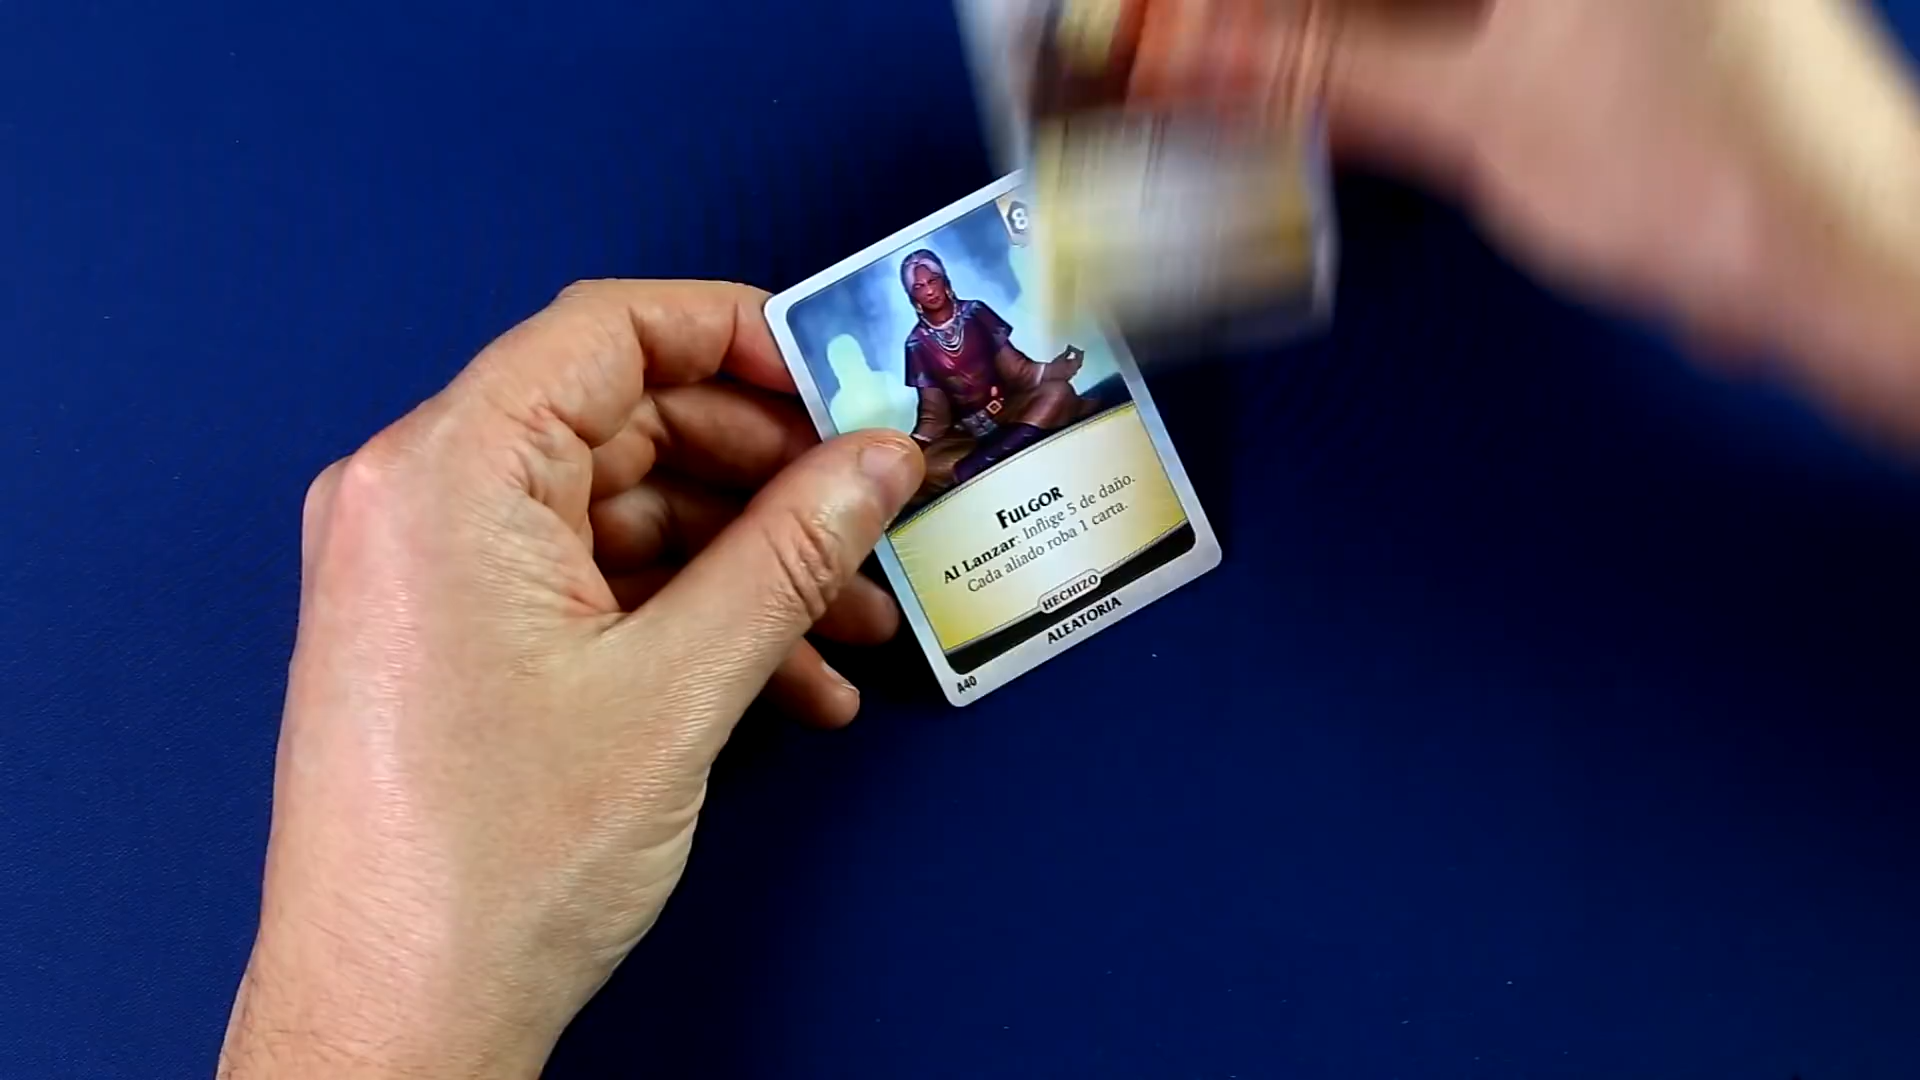 8
FULGOR
Al Lanzar: Inflige 5 de daño.
Cada aliado roba 1 carta.
HECHIZO
ALEATORIA
A40